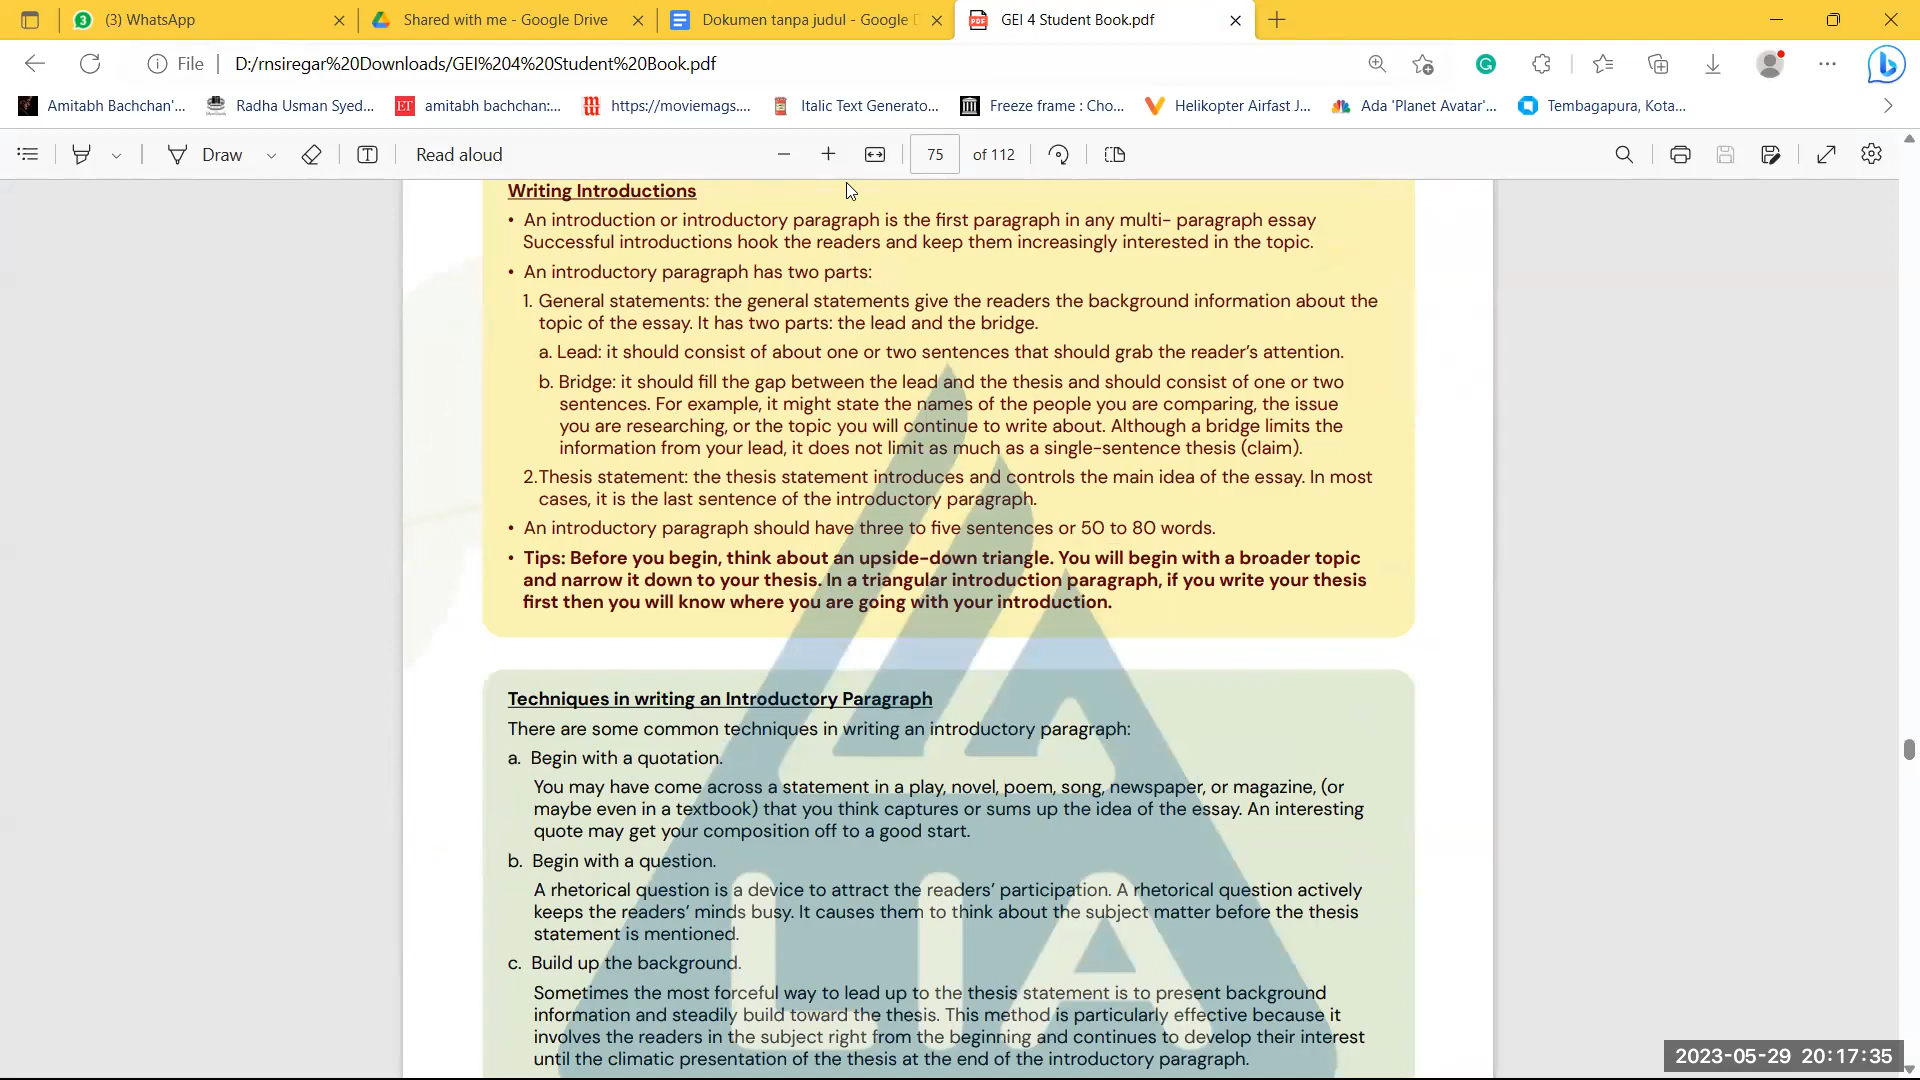 (3) WhatsApp
Shared with me - Google Drive
Dokumen tanpa judul - Google D
GEI 4 Student Book.pdf
File
D:/rnsiregar%20Downloads/GEI%204%20Student%20Book.pdf
Amitabh Bachchan'...
Radha Usman Syed...
ET amitabh bachchan:...
https://moviemags....
Italic Text Generato...
Freeze frame : Cho...
Helikopter Airfast J...
Ada 'Planet Avatar'...
Tembagapura, Kota...
Draw
Read aloud
75 of 112
Writing Introductions
• An introduction or introductory paragraph is the first paragraph in any multi- paragraph essay
Successful introductions hook the readers and keep them increasingly interested in the topic.
• An introductory paragraph has two parts:
1. General statements: the general statements give the readers the background information about the
topic of the essay. It has two parts: the lead and the bridge.
a. Lead: it should consist of about one or two sentences that should grab the reader's attention.
b. Bridge: it should fill the gap between the lead and the thesis and should consist of one or two
sentences. For example, it might state the names of the people you are comparing, the issue
you are researching, or the topic you will continue to write about. Although a bridge limits the
information from your lead, it does not limit as much as a single-sentence thesis (claim).
2.Thesis statement: the thesis statement introduces and controls the main idea of the essay. In most
cases, it is the last sentence of the introductory paragraph.
• An introductory paragraph should have three to five sentences or 50 to 80 words.
• Tips: Before you begin, think about an upside-down triangle. You will begin with a broader topic
and narrow it down to your thesis. In a triangular introduction paragraph, if you write your thesis
first then you will know where you are going with your introduction.
Techniques in writing an Introductory Paragraph
There are some common techniques in writing an introductory paragraph:
a. Begin with a quotation.
You may have come across a statement in a play, novel, poem, song, newspaper, or magazine, (or
maybe even in a textbook) that you think captures or sums up the idea of the essay. An interesting
quote may get your composition off to a good start.
b. Begin with a question.
A rhetorical question is a device to attract the readers' participation. A rhetorical question actively
keeps the readers' minds busy. It causes them to think about the subject matter before the thesis
statement is mentioned.
c. Build up the background.
Sometimes the most forceful way to lead up to the thesis statement is to present background
information and steadily build toward the thesis. This method is particularly effective because it
involves the readers in the subject right from the beginning and continues to develop their interest
until the climatic presentation of the thesis at the end of the introductory paragraph.
LIA
2023-05-29 20:17:35